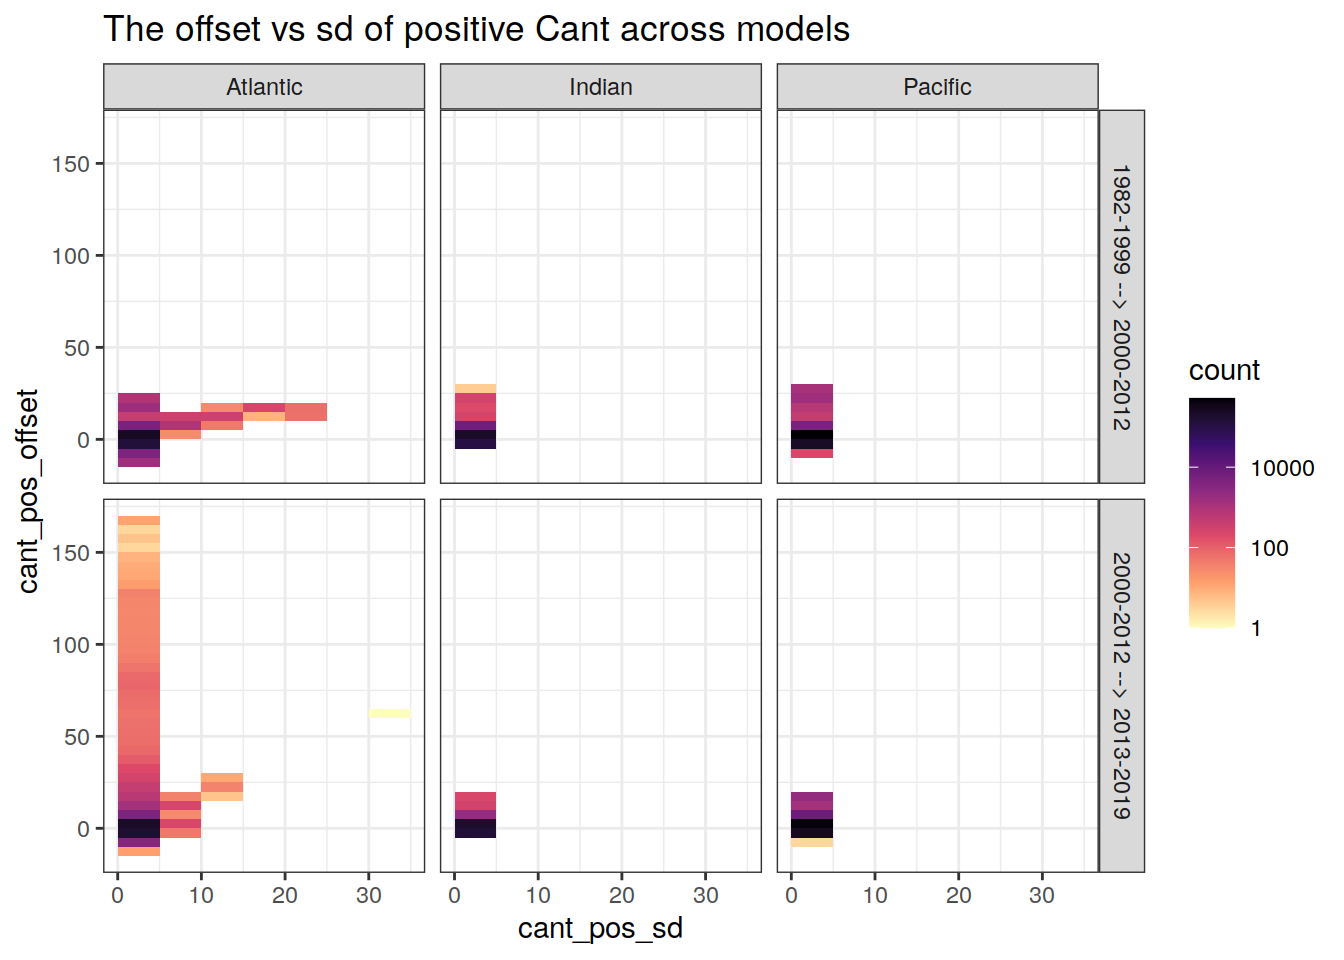 The offset vs sd of positive Cant across models
Atlantic
Indian
Pacific
150
100
50
0
1982-1999 --> 2000-2012
150
100
50
0
2000-2012 --> 2013-2019
cant_pos_offset
0 10 20 30
0 10 20 30
0 10 20 30
cant_pos_sd
count
10000
100
1